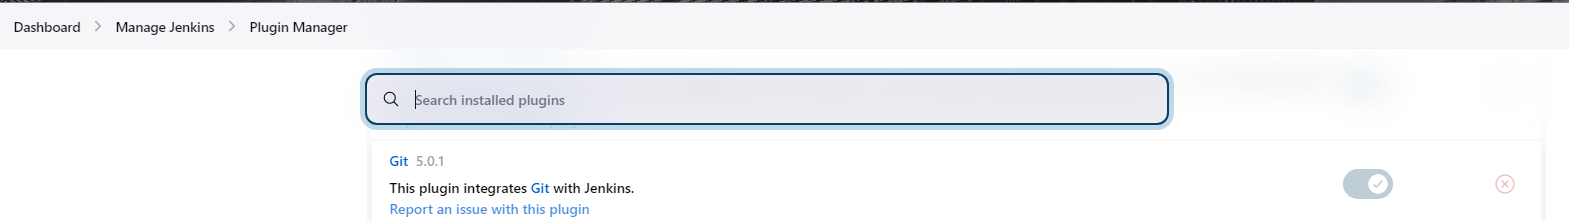 Dashboard > Manage Jenkins > Plugin Manager
Search installed plugins
Git 5.0.1
This plugin integrates Git with Jenkins.
Report an issue with this plugin